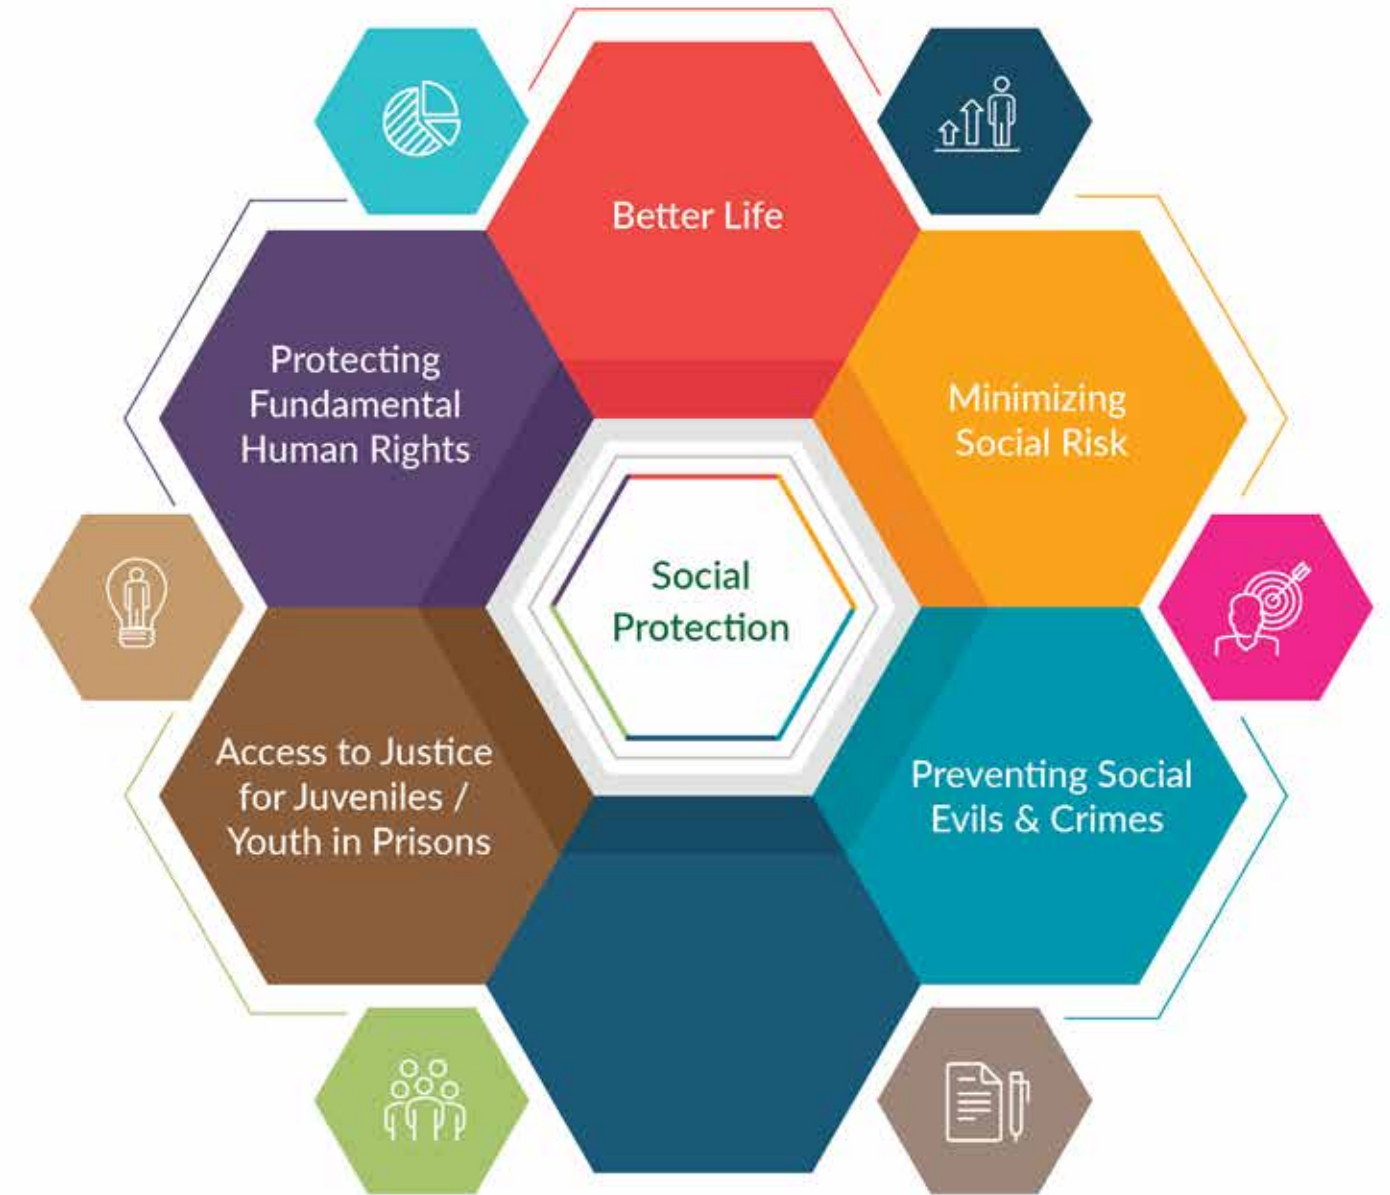 Better Life
Protecting
Fundamental
Human Rights
Minimizing
Social Risk
Social
Protection
Access to Justice
for Juveniles /
Youth in Prisons
Preventing Social
Evils & Crimes